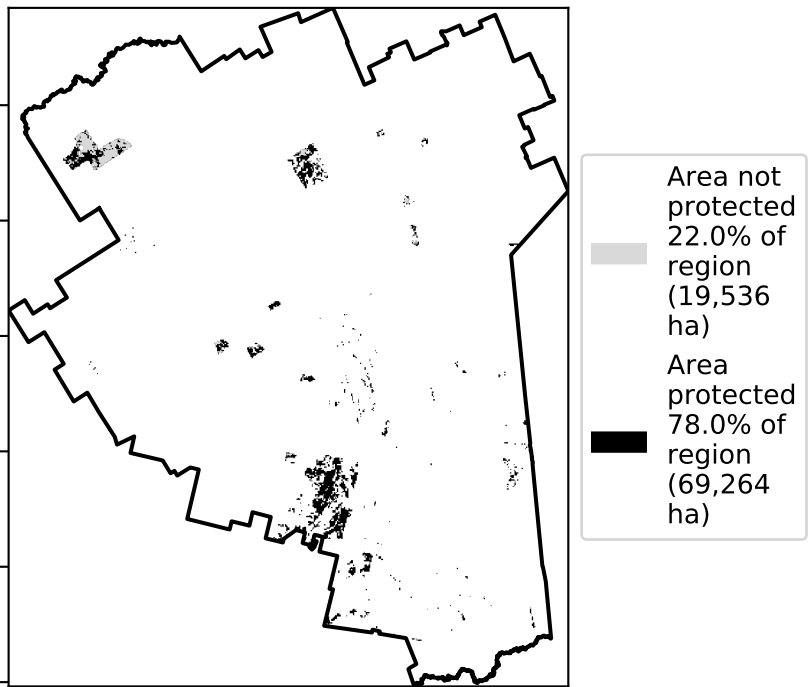 Area not
protected
22.0% of
region
(19,536
ha)
Area
protected
78.0% of
region
(69,264
ha)